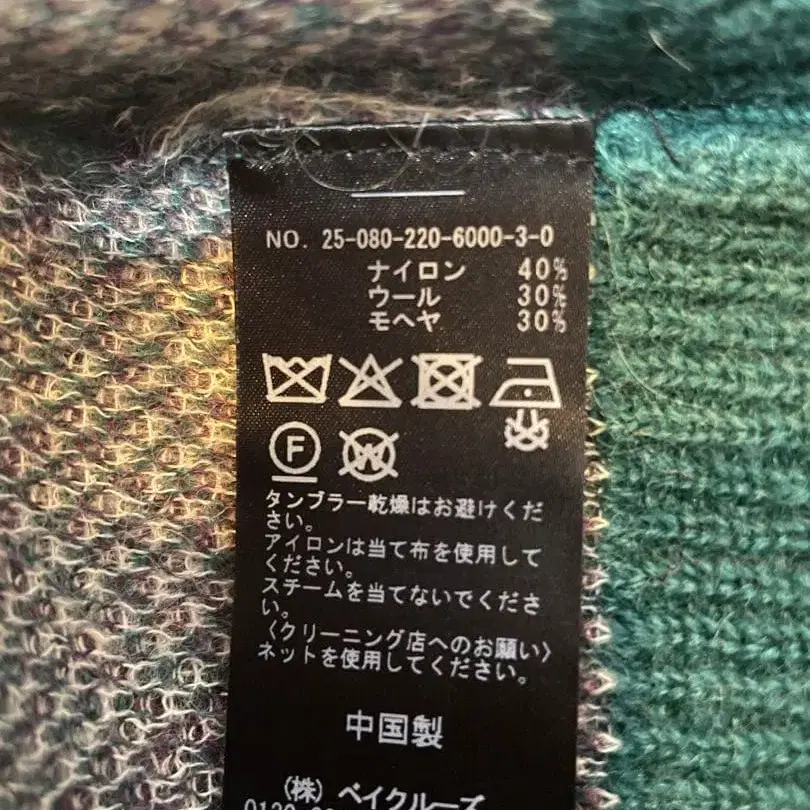 NO. 25-080-220-6000-3-0
ナイロン 40%
ウール 30%
モヘヤ 30%
F
W
タンブラー乾燥はお避けくだ
さい。
アイロンは当て布を使用して
ください。
スチームを当てないでくださ
い。
〈クリーニング店へのお願い〉
ネットを使用してください。
中国製
(株) ベイクルーズ
0120